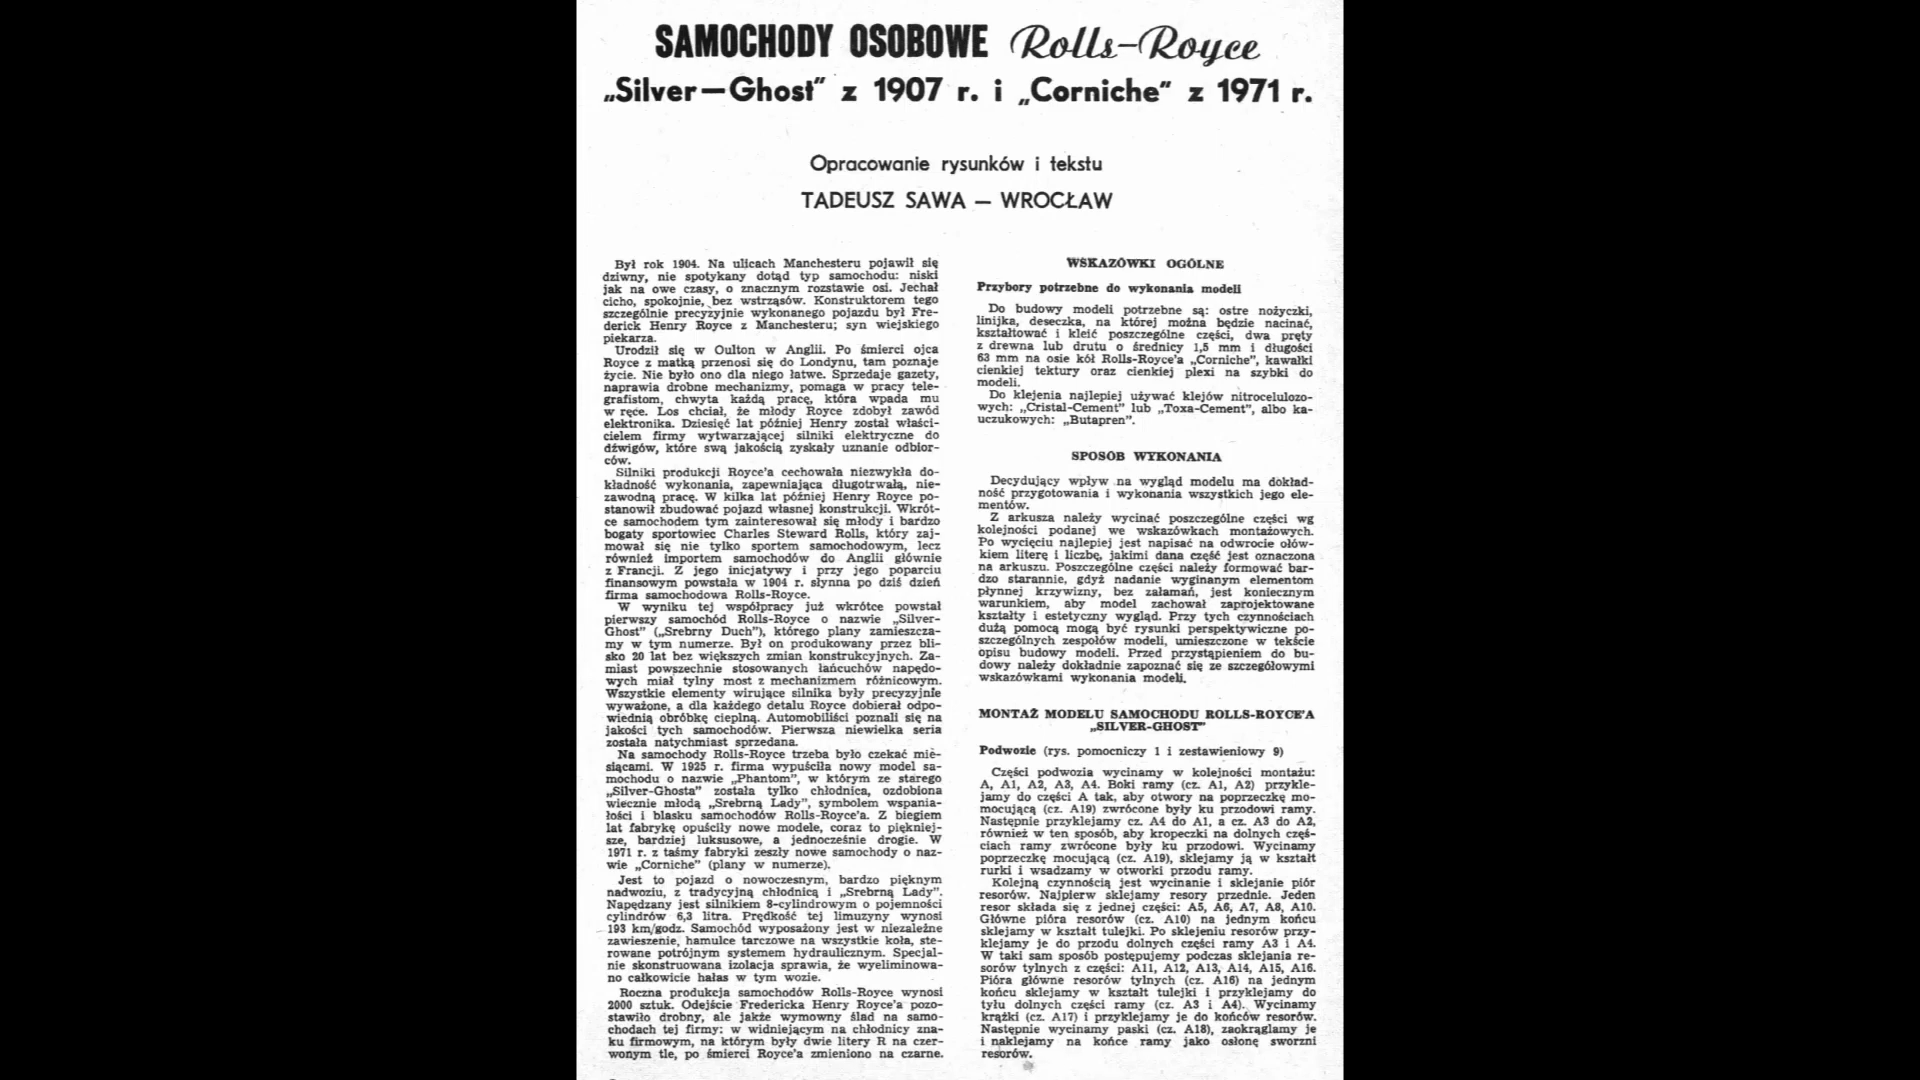 SAMOCHODY OSOBOWE Rolls-Royce
„Silver—Ghost" z 1907 r. i „Corniche" z 1971 r.
Opracowanie rysunków i tekstu
TADEUSZ SAWA — WROCŁAW
Był rok 1904. Na ulicach Manchesteru pojawił się
dziwny, nie spotykany dotąd typ samochodu: niski
jak na owe czasy, o znacznym rozstawie osi. Jechał
cicho, spokojnie, bez wstrząsów. Konstruktorem tego
szczególnie precyzyjnie wykonanego pojazdu był Fre-
derick Henry Royce z Manchesteru; syn wiejskiego
piekarza.
Urodził się w Oulton w Anglii. Po śmierci ojca
Royce z matką przenosi się do Londynu, tam poznaje
życie. Nie było ono dla niego łatwe. Sprzedaje gazety,
naprawia drobne mechanizmy, pomaga w pracy tele-
grafistom, chwyta każdą pracę, która wpada mu
w ręce. Los chciał, że młody Royce zdobył zawód
elektronika. Dziesięć lat później Henry został właści-
cielem firmy wytwarzającej silniki elektryczne do
dźwigów, które swą jakością zyskały uznanie odbior-
ców.
Silniki produkcji Royce'a cechowała niezwykła do-
kładność wykonania, zapewniająca długotrwałą, nie-
zawodną pracę. W kilka lat później Henry Royce po-
stanowił zbudować pojazd własnej konstrukcji. Wkrót-
ce samochodem tym zainteresował się młody i bardzo
bogaty sportowiec Charles Steward Rolls, który zaj-
mował się nie tylko sportem samochodowym, lecz
również importem samochodów do Anglii głównie
z Francji. Z jego inicjatywy i przy jego poparciu
finansowym powstała w 1904 r. słynna po dziś dzień
firma samochodowa Rolls-Royce.
W wyniku tej współpracy już wkrótce powstał
pierwszy samochód Rolls-Royce o nazwie „Silver-
Ghost" („Srebrny Duch"), którego plany zamieszcza-
my w tym numerze. Był on produkowany przez bli-
sko 20 lat bez większych zmian konstrukcyjnych. Za-
miast powszechnie stosowanych łańcuchów napędo-
wych miał tylny most z mechanizmem różnicowym.
Wszystkie elementy wirujące silnika były precyzyjnie
wyważone, a dla każdego detalu Royce dobierał odpo-
wiednią obróbkę cieplną. Automobiliści poznali się na
jakości tych samochodów. Pierwsza niewielka seria
została natychmiast sprzedana.
Na samochody Rolls-Royce trzeba było czekać mie-
siącami. W 1925 r. firma wypuściła nowy model sa-
mochodu o nazwie „Phantom", w którym ze starego
„Silver-Ghosta" została tylko chłodnica, ozdobiona
wiecznie młodą „Srebrną Lady", symbolem wspania-
łości i blasku samochodów Rolls-Royce'a. Z biegiem
lat fabrykę opuściły nowe modele, coraz to piękniej-
sze, bardziej luksusowe, a jednocześnie drogie. W
1971 r. z taśmy fabryki zeszły nowe samochody o naz-
wie „Corniche" (plany w numerze).
Jest to pojazd o nowoczesnym, bardzo pięknym
nadwoziu, z tradycyjną chłodnicą i „Srebrną Lady".
Napędzany jest silnikiem 8-cylindrowym o pojemności
cylindrów 6,3 litra. Prędkość tej limuzyny wynosi
193 km/godz. Samochód wyposażony jest w niezależne
zawieszenie, hamulce tarczowe na wszystkie koła, ste-
rowane potrójnym systemem hydraulicznym. Specjal-
nie skonstruowana izolacja sprawia, że wyeliminowa-
no całkowicie hałas w tym wozie.
Roczna produkcja samochodów Rolls-Royce wynosi
2000 sztuk. Odejście Fredericka Henry Royce'a pozo-
stawiło drobny, ale jakże wymowny ślad na samo-
chodach tej firmy: w widniejącym na chłodnicy zna-
ku firmowym, na którym były dwie litery R na czer-
wonym tle, po śmierci Royce'a zmieniono na czarne.
WSKAZÓWKI OGÓLNE
Przybory potrzebne do wykonania modeli
Do budowy modeli potrzebne są: ostre nożyczki,
linijka, deseczka, na której można będzie nacinać,
kształtować i kleić poszczególne części, dwa pręty
z drewna lub drutu o średnicy 1,5 mm i długości
63 mm na osie kół Rolls-Royce'a „Corniche", kawałki
cienkiej tektury oraz cienkiej plexi na szybki do
modeli.
Do klejenia najlepiej używać klejów nitrocelulozo-
wych: „Cristal-Cement" lub „Toxa-Cement", albo ka-
uczukowych: „Butapren".
SPOSÓB WYKONANIA
Decydujący wpływ na wygląd modelu ma dokład-
ność przygotowania i wykonania wszystkich jego ele-
mentów.
Z arkusza należy wycinać poszczególne części wg
kolejności podanej we wskazówkach montażowych.
Po wycięciu najlepiej jest napisać na odwrocie ołów-
kiem literę i liczbę, jakimi dana część jest oznaczona
na arkuszu. Poszczególne części należy formować bar-
dzo starannie, gdyż nadanie wyginanym elementom
płynnej krzywizny, bez załamań, jest koniecznym
warunkiem, aby model zachował zaprojektowane
kształty i estetyczny wygląd. Przy tych czynnościach
dużą pomocą mogą być rysunki perspektywiczne po-
szczególnych zespołów modeli, umieszczone w tekście
opisu budowy modeli. Przed przystąpieniem do bu-
dowy należy dokładnie zapoznać się ze szczegółowymi
wskazówkami wykonania modeli.
MONTAŻ MODELU SAMOCHODU ROLLS-ROYCE'A
„SILVER-GHOST"
Podwozie (rys. pomocniczy 1 i zestawieniowy 9)
Części podwozia wycinamy w kolejności montażu:
A, A1, A2, A3, A4. Boki ramy (cz. A1, A2) przykle-
jamy do części A tak, aby otwory na poprzeczkę mo-
mocującą (cz. A19) zwrócone były ku przodowi ramy.
Następnie przyklejamy cz. A4 do A1, a cz. A3 do A2,
również w ten sposób, aby kropeczki na dolnych częś-
ciach ramy zwrócone były ku przodowi. Wycinamy
poprzeczkę mocującą (cz. A19), sklejamy ją w kształt
rurki i wsadzamy w otworki przodu ramy.
Kolejną czynnością jest wycinanie i sklejanie piór
resorów. Najpierw sklejamy resory przednie. Jeden
resor składa się z jednej części: A5, A6, A7, A8, A10.
Główne pióra resorów (cz. A10) na jednym końcu
sklejamy w kształt tulejki. Po sklejeniu resorów przy-
klejamy je do przodu dolnych części ramy A3 i A4.
W taki sam sposób postępujemy podczas sklejania re-
sorów tylnych z części: A11, A12, A13, A14, A15, A16.
Pióra główne resorów tylnych (cz. A16) na jednym
końcu sklejamy w kształt tulejki i przyklejamy do
tyłu dolnych części ramy (cz. A3 i A4). Wycinamy
krążki (cz. A17) i przyklejamy je do końców resorów.
Następnie wycinamy paski (cz. A18), zaokrąglamy je
i naklejamy na końce ramy jako osłonę sworzni
resorów.